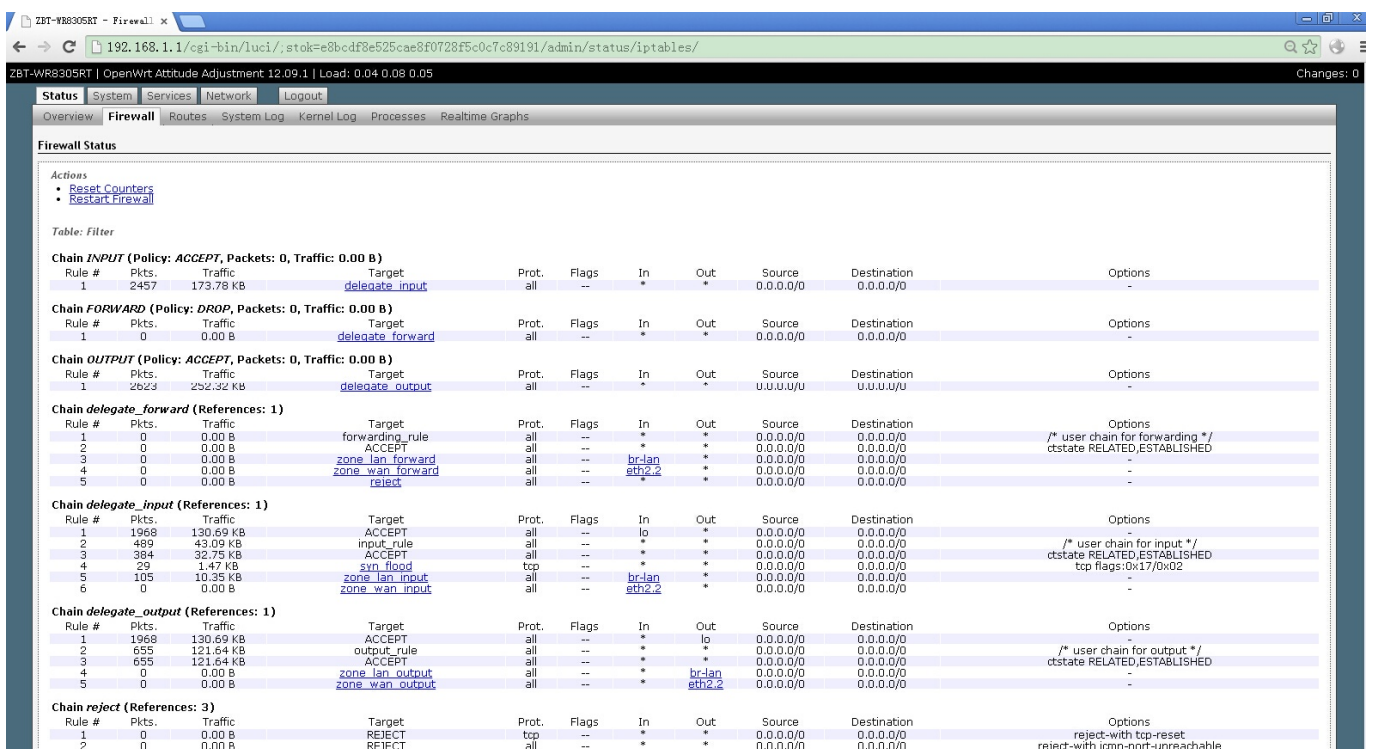 ZBT-WR8305RT - Firewall ×
192.168.1.1/cgi-bin/luci/;stok=e8bcdf8e525cae8f0728f5c0c7c89191/admin/status/iptables/
ZBT-WR8305RT | OpenWrt Attitude Adjustment 12.09.1 | Load: 0.04 0.08 0.05 Changes: 0
Status System Services Network Logout
Overview Firewall Routes System Log Kernel Log Processes Realtime Graphs
Firewall Status
Actions
• Reset Counters
• Restart Firewall
Table: Filter
Chain INPUT (Policy: ACCEPT, Packets: 0, Traffic: 0.00 B)
Rule # Pkts. Traffic Target Prot. Flags In Out Source Destination Options
1 2457 173.78 KB delegate_input all -- * * 0.0.0.0/0 0.0.0.0/0 -
Chain FORWARD (Policy: DROP, Packets: 0, Traffic: 0.00 B)
Rule # Pkts. Traffic Target Prot. Flags In Out Source Destination Options
1 0 0.00 B delegate_forward all -- * * 0.0.0.0/0 0.0.0.0/0 -
Chain OUTPUT (Policy: ACCEPT, Packets: 0, Traffic: 0.00 B)
Rule # Pkts. Traffic Target Prot. Flags In Out Source Destination Options
1 2623 252.32 KB delegate_output all -- * * 0.0.0.0/0 0.0.0.0/0 -
Chain delegate_forward (References: 1)
Rule # Pkts. Traffic Target Prot. Flags In Out Source Destination Options
1 0 0.00 B forwarding_rule all -- * * 0.0.0.0/0 0.0.0.0/0 /* user chain for forwarding */
2 0 0.00 B ACCEPT all -- * * 0.0.0.0/0 0.0.0.0/0 ctstate RELATED,ESTABLISHED
3 0 0.00 B zone_lan_forward all -- br-lan * 0.0.0.0/0 0.0.0.0/0 -
4 0 0.00 B zone_wan_forward all -- eth2.2 * 0.0.0.0/0 0.0.0.0/0 -
5 0 0.00 B reject all -- * * 0.0.0.0/0 0.0.0.0/0 -
Chain delegate_input (References: 1)
Rule # Pkts. Traffic Target Prot. Flags In Out Source Destination Options
1 1968 130.69 KB ACCEPT all -- lo * 0.0.0.0/0 0.0.0.0/0 -
2 489 43.09 KB input_rule all -- * * 0.0.0.0/0 0.0.0.0/0 /* user chain for input */
3 384 32.75 KB ACCEPT all -- * * 0.0.0.0/0 0.0.0.0/0 ctstate RELATED,ESTABLISHED
4 29 1.47 KB syn_flood tcp -- * * 0.0.0.0/0 0.0.0.0/0 tcp flags:0x17/0x02
5 105 10.35 KB zone_lan_input all -- br-lan * 0.0.0.0/0 0.0.0.0/0 -
6 0 0.00 B zone_wan_input all -- eth2.2 * 0.0.0.0/0 0.0.0.0/0 -
Chain delegate_output (References: 1)
Rule # Pkts. Traffic Target Prot. Flags In Out Source Destination Options
1 1968 130.69 KB ACCEPT all -- * lo 0.0.0.0/0 0.0.0.0/0 -
2 655 121.64 KB output_rule all -- * * 0.0.0.0/0 0.0.0.0/0 /* user chain for output */
3 655 121.64 KB ACCEPT all -- * * 0.0.0.0/0 0.0.0.0/0 ctstate RELATED,ESTABLISHED
4 0 0.00 B zone_lan_output all -- * br-lan 0.0.0.0/0 0.0.0.0/0 -
5 0 0.00 B zone_wan_output all -- * eth2.2 0.0.0.0/0 0.0.0.0/0 -
Chain reject (References: 3)
Rule # Pkts. Traffic Target Prot. Flags In Out Source Destination Options
1 0 0.00 B REJECT tcp -- * * 0.0.0.0/0 0.0.0.0/0 reject-with tcp-reset
2 0 0.00 B REJECT all -- * * 0.0.0.0/0 0.0.0.0/0 reject-with icmp-port-unreachable